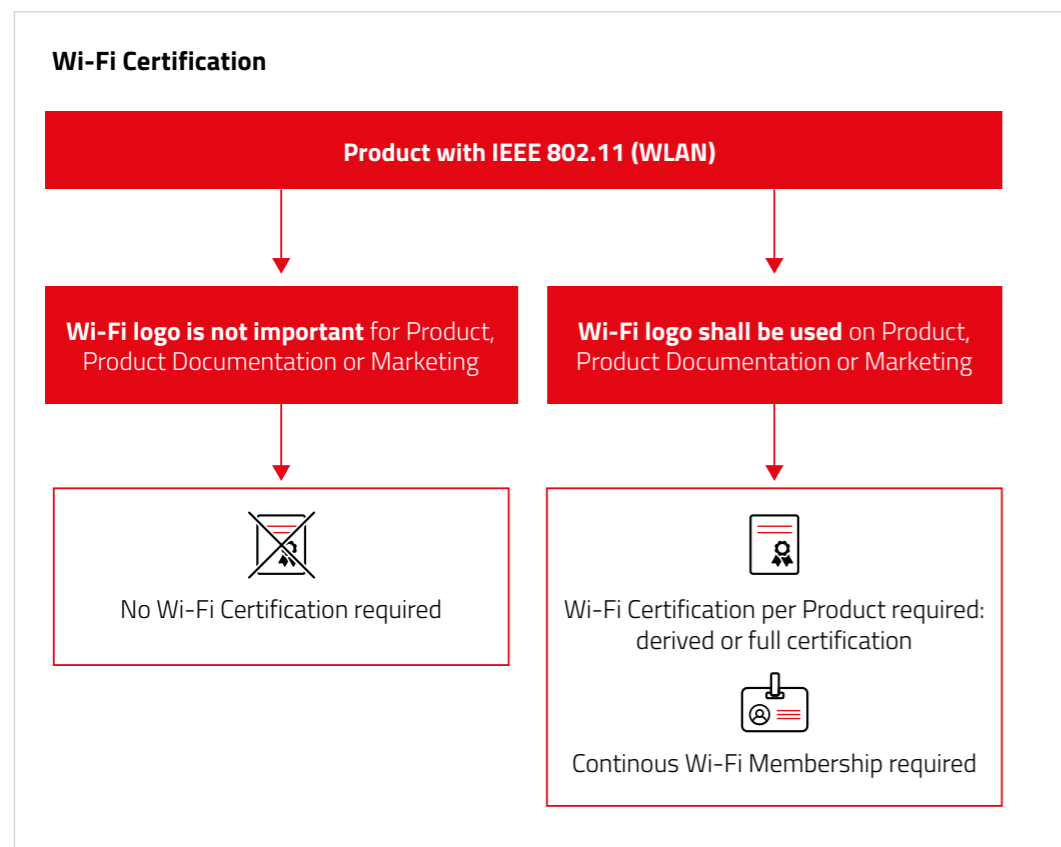 Wi-Fi Certification
Product with IEEE 802.11 (WLAN)
Wi-Fi logo is not important for Product,
Product Documentation or Marketing
Wi-Fi logo shall be used on Product,
Product Documentation or Marketing
No Wi-Fi Certification required
Wi-Fi Certification per Product required:
derived or full certification
Continous Wi-Fi Membership required